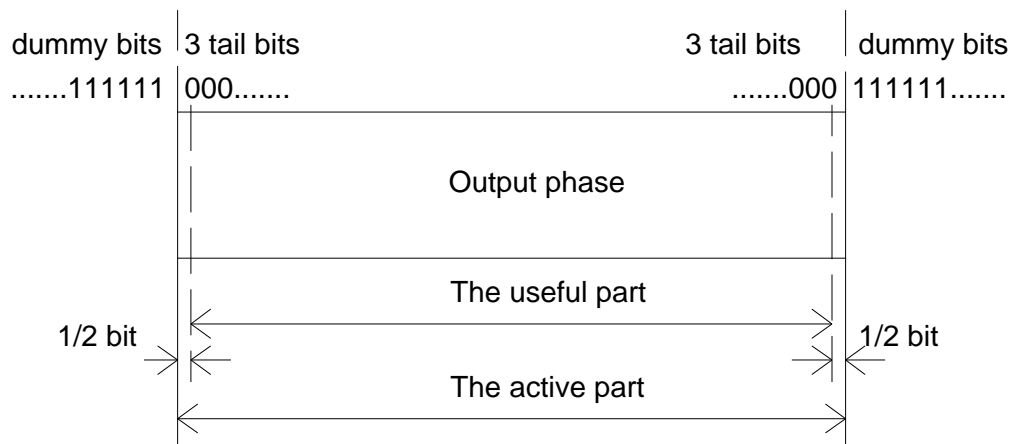 dummy bits 3 tail bits 3 tail bits dummy bits
.......111111 000....... .......000 111111.......
Output phase
The useful part
1/2 bit 1/2 bit
The active part